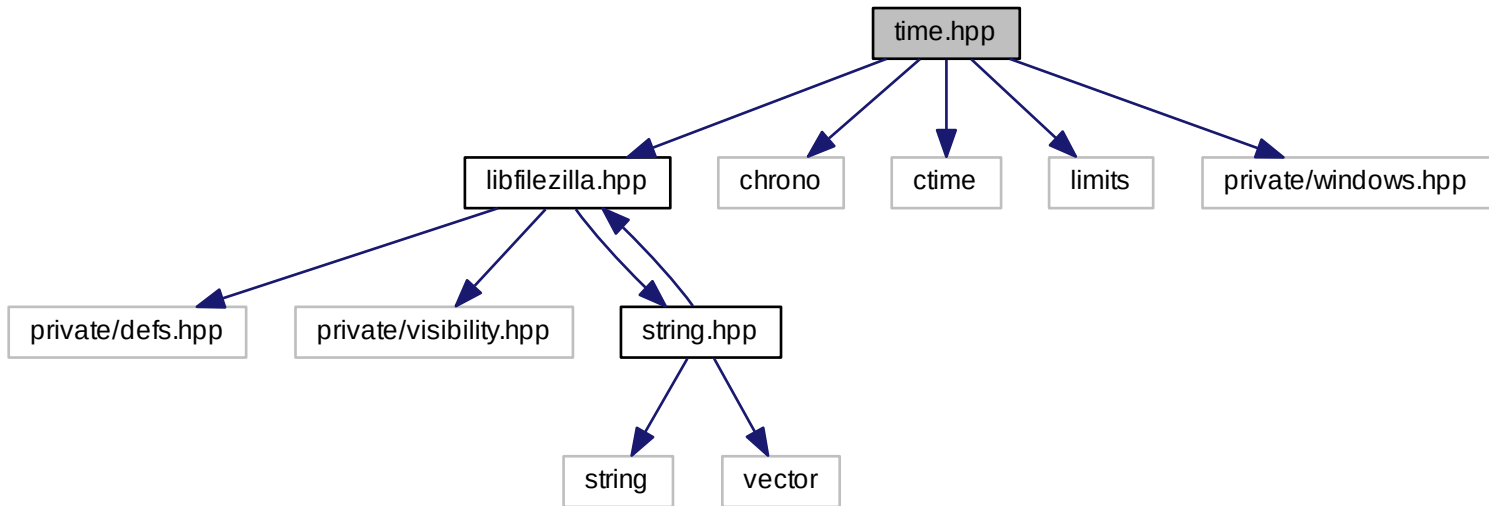 time.hpp
libfilezilla.hpp
chrono
ctime
limits
private/windows.hpp
private/defs.hpp
private/visibility.hpp
string.hpp
string
vector